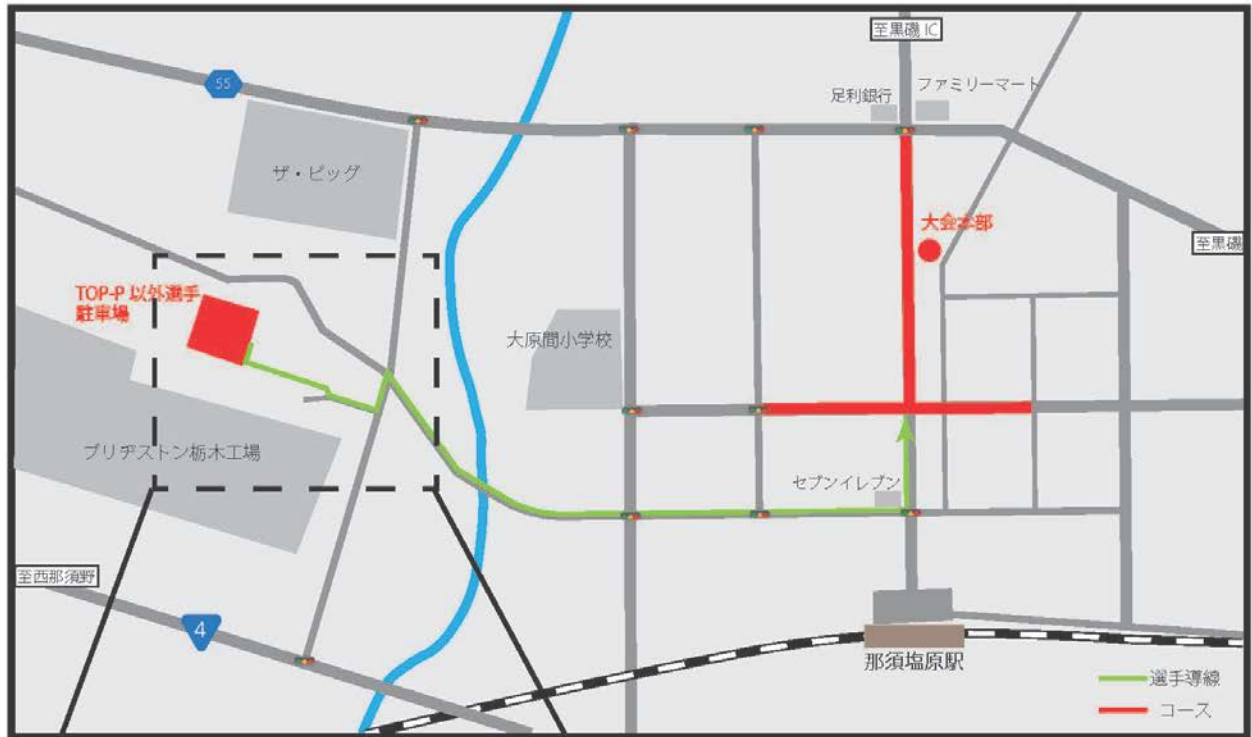 至黒磯 IC
55
足利銀行
ファミリーマート
ザ・ビッグ
大会本部
至黒磯
TOP-P 以外選手
駐車場
大原間小学校
ブリヂストン栃木工場
セブンイレブン
至西那須野
4
那須塩原駅
選手導線
コース